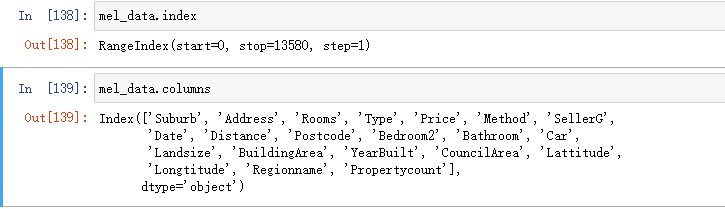 In [138]: mel_data.index
Out[138]: RangeIndex(start=0, stop=13580, step=1)
In [139]: mel_data.columns
Out[139]: Index(['Suburb', 'Address', 'Rooms', 'Type', 'Price', 'Method', 'SellerG',
'Date', 'Distance', 'Postcode', 'Bedroom2', 'Bathroom', 'Car',
'Landsize', 'BuildingArea', 'YearBuilt', 'CouncilArea', 'Lattitude',
'Longtitude', 'Regionname', 'Propertycount'],
dtype='object')